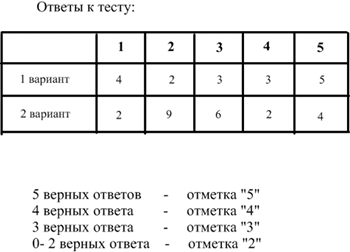 Ответы к тесту:
1 2 3 4 5
1 вариант 4 2 3 3 5
2 вариант 2 9 6 2 4
5 верных ответов - отметка "5"
4 верных ответа - отметка "4"
3 верных ответа - отметка "3"
0- 2 верных ответа - отметка "2"